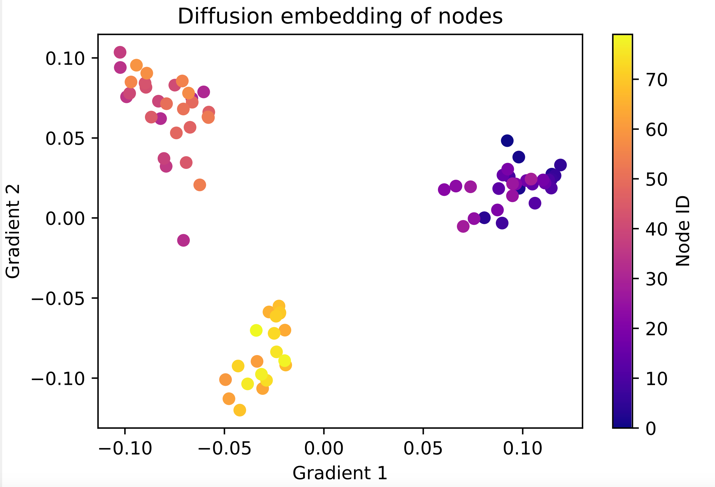 Diffusion embedding of nodes
0.10
0.05
0.00
−0.05
−0.10
Gradient 2
−0.10 −0.05 0.00 0.05 0.10
Gradient 1
70
60
50
40
30
20
10
0
Node ID